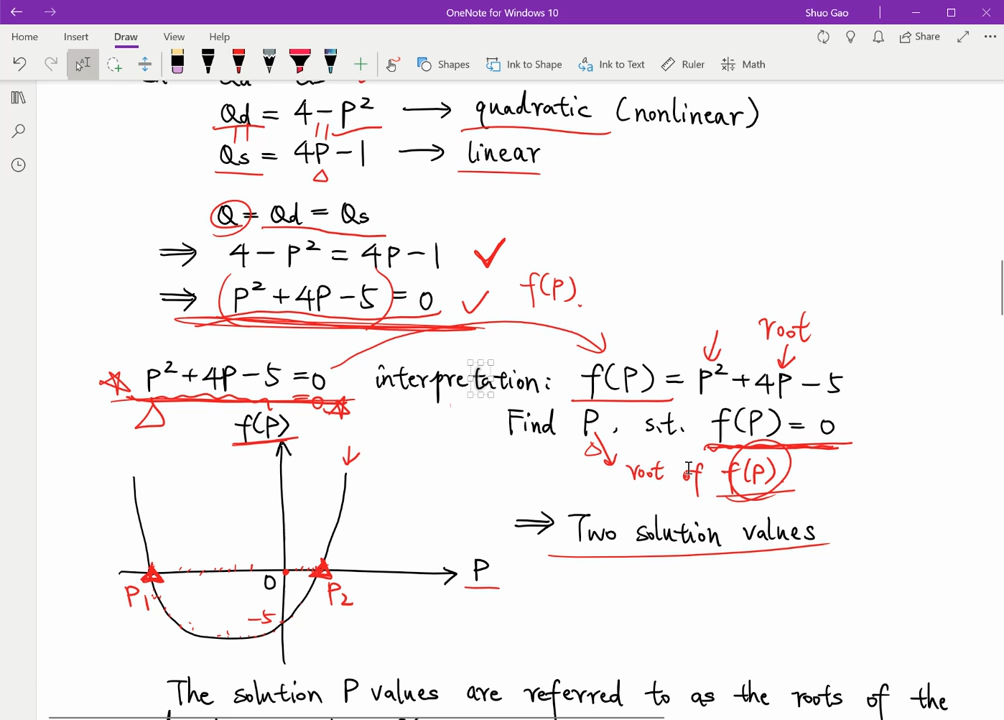 OneNote for Windows 10
Shuo Gao
Home Insert Draw View Help
Share
Shapes Ink to Shape Ink to Text Ruler Math
Qd = 4 - P² → quadratic (nonlinear)
Qs = 4P - 1 → linear
Q = Qd = Qs
⇒ 4 - P² = 4P - 1 ✓
⇒ (P² + 4P - 5) = 0 ✓ f(P).
root
P² + 4P - 5 = 0 interpretation: f(P) = P² + 4P - 5
= 0
f(P) Find P, s.t. f(P) = 0
root of f(P)
⇒ Two solution values
P
0
P1 P2
-5
The solution P values are referred to as the roots of the